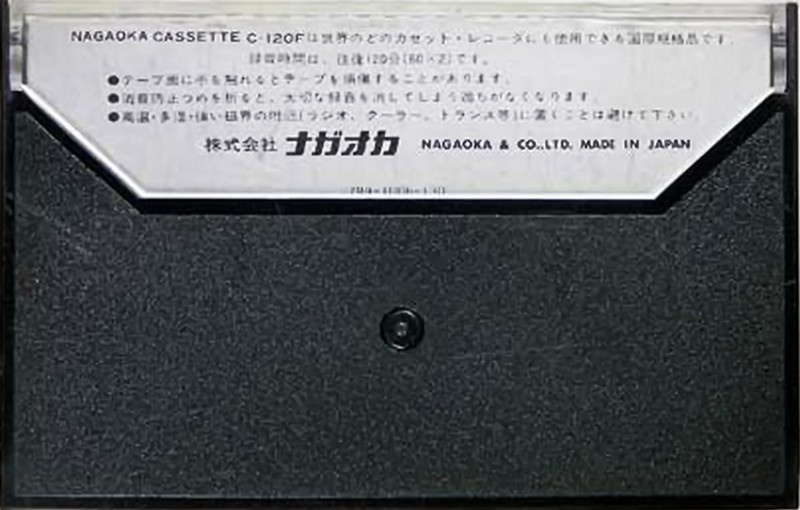 NAGAOKA CASSETTE C-120Fは世界のどのカセット・レコーダにも使用できる国際規格品です。
録音時間は、往復120分(60×2)です。
●テープ面に手を触れるとテープを損傷することがあります。
●消音防止つめを折ると、大切な録音を消してしまう過ちがなくなります。
●高温・多湿・強い磁界の附近(ラジオ、クーラー、トランス等)に置くことは避けて下さい。
株式会社 ナガオカ NAGAOKA & CO.,LTD. MADE IN JAPAN